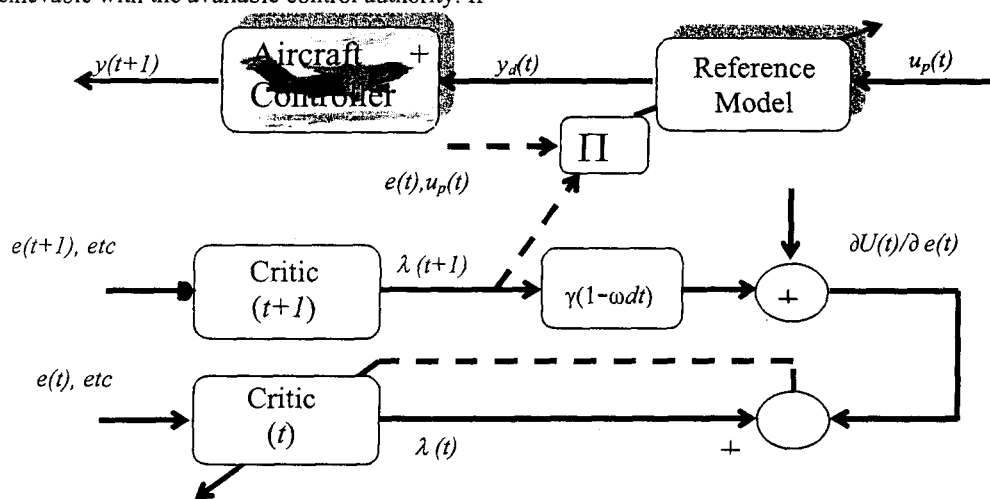 achievable with the available control authority. If
y(t+1)
Aircraft +
Controller
y_d(t)
Reference
Model
u_p(t)
Π
e(t),u_p(t)
e(t+1), etc
Critic
(t+1)
λ (t+1)
γ(1-ωdt)
+
∂U(t)/∂ e(t)
e(t), etc
Critic
(t)
λ (t)
+